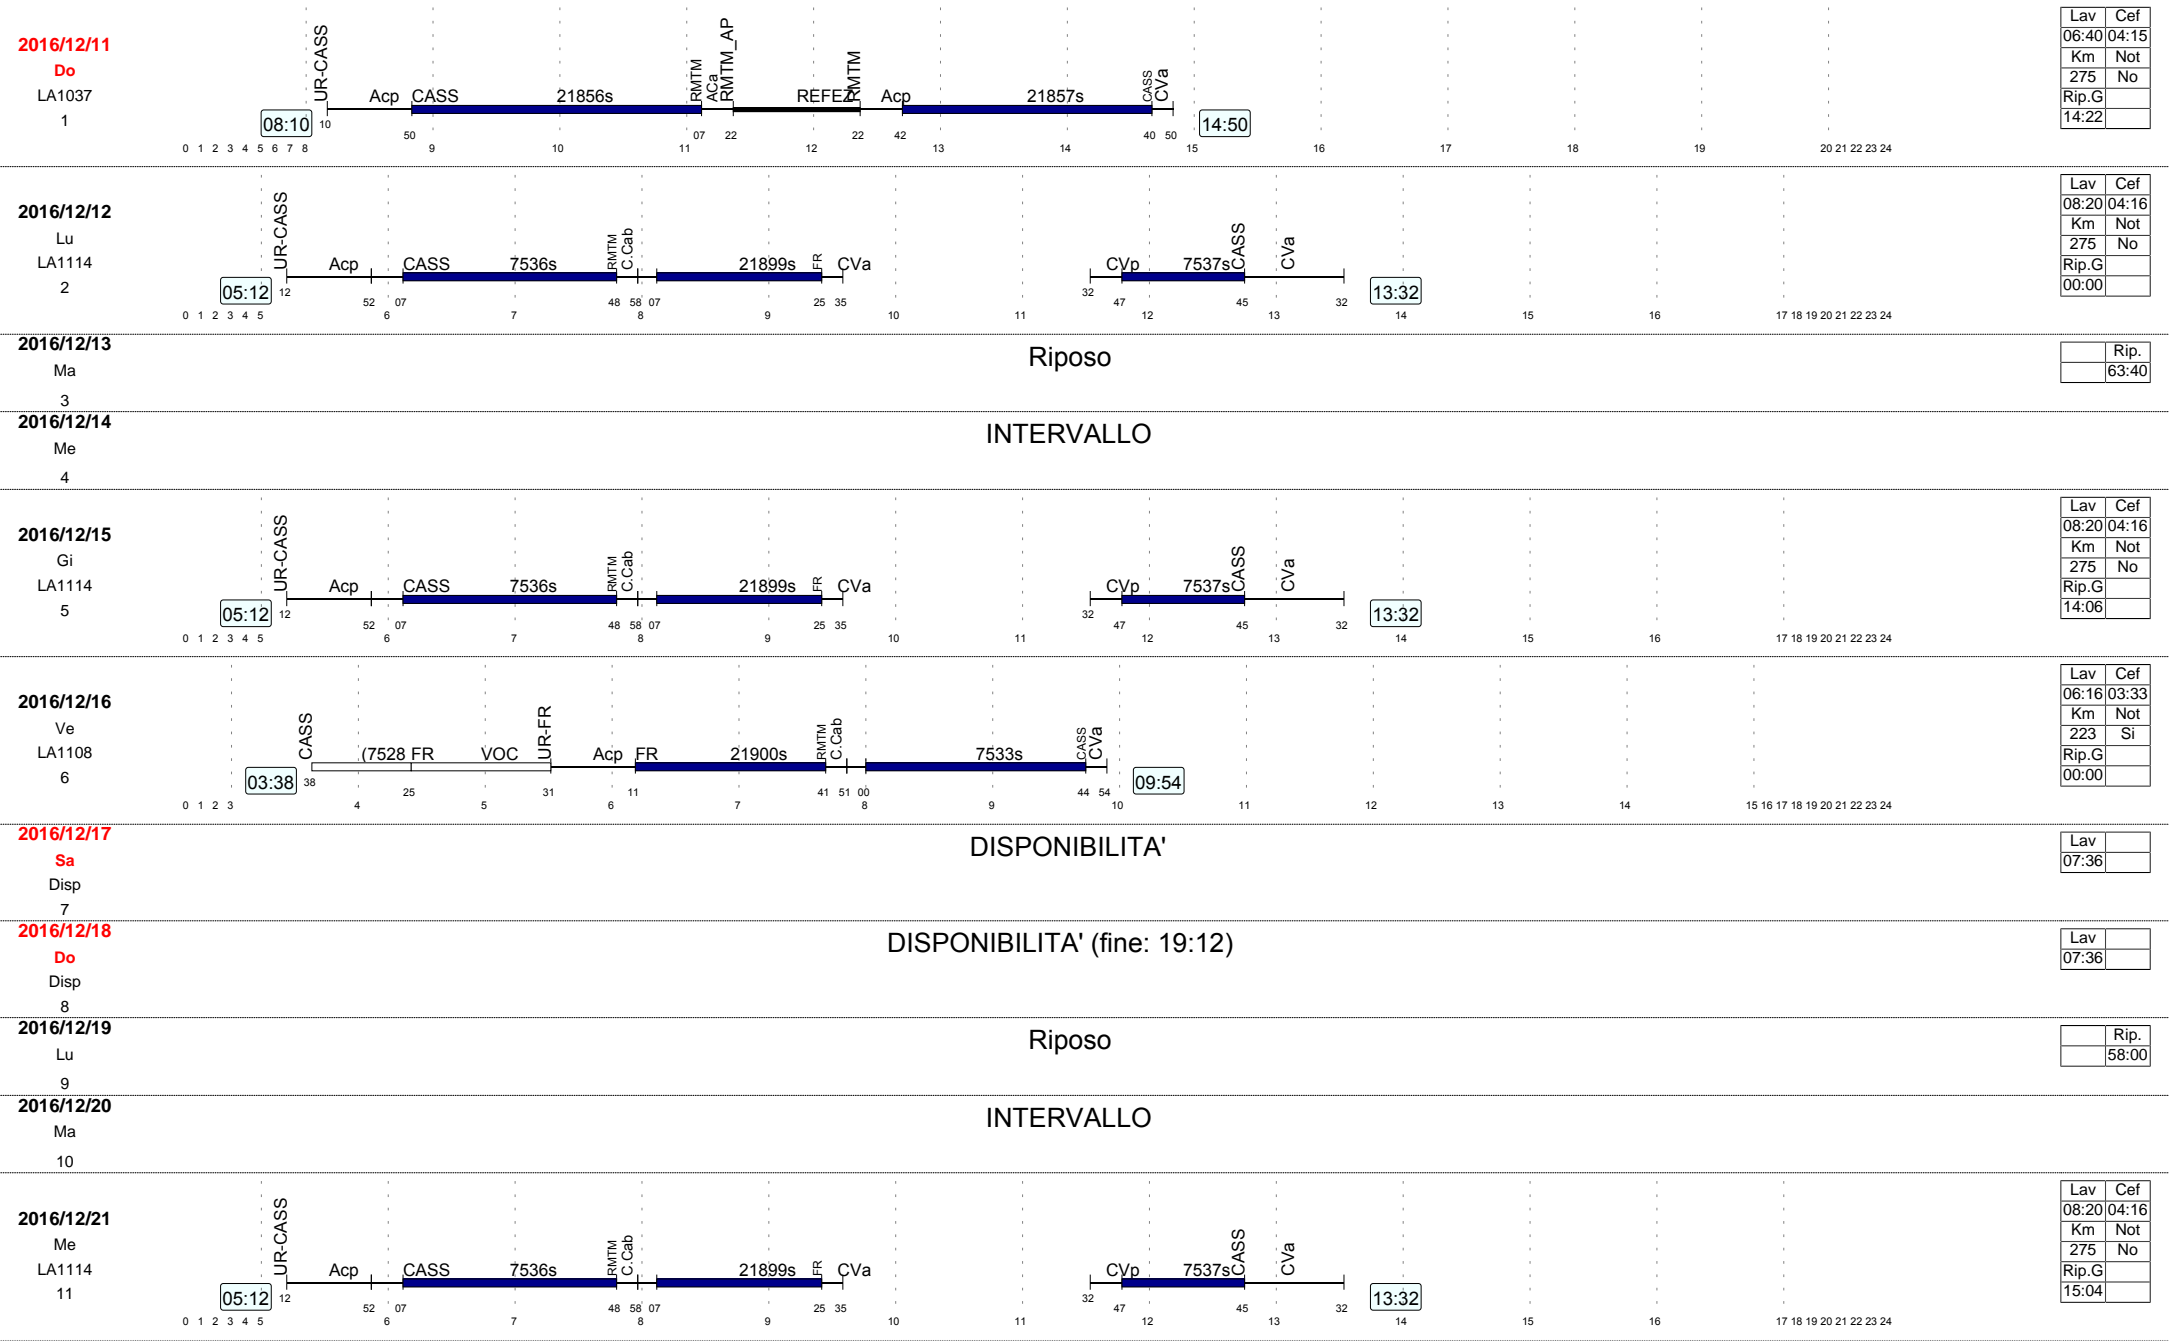 2016/12/11
Do
LA1037
1
UR-CASS Acp CASS 21856s RMTM ACa RMTM_AP REFEZ RMTM Acp 21857s CASS CVa
08:10 10 50 07 22 22 42 40 50 14:50
0 1 2 3 4 5 6 7 8 9 10 11 12 13 14 15 16 17 18 19 20 21 22 23 24
Lav Cef
06:40 04:15
Km Not
275 No
Rip.G
14:22
2016/12/12
Lu
LA1114
2
UR-CASS Acp CASS 7536s RMTM C.Cab 21899s FR CVa CVp 7537s CASS CVa
05:12 12 52 07 48 58 07 25 35 32 47 45 32 13:32
0 1 2 3 4 5 6 7 8 9 10 11 12 13 14 15 16 17 18 19 20 21 22 23 24
Lav Cef
08:20 04:16
Km Not
275 No
Rip.G
00:00
2016/12/13
Ma
3
Riposo
Rip.
63:40
2016/12/14
Me
4
INTERVALLO
2016/12/15
Gi
LA1114
5
UR-CASS Acp CASS 7536s RMTM C.Cab 21899s FR CVa CVp 7537s CASS CVa
05:12 12 52 07 48 58 07 25 35 32 47 45 32 13:32
0 1 2 3 4 5 6 7 8 9 10 11 12 13 14 15 16 17 18 19 20 21 22 23 24
Lav Cef
08:20 04:16
Km Not
275 No
Rip.G
14:06
2016/12/16
Ve
LA1108
6
CASS (7528 FR VOC UR-FR Acp FR 21900s RMTM C.Cab 7533s CASS CVa
03:38 38 25 31 11 41 51 00 44 54 09:54
0 1 2 3 4 5 6 7 8 9 10 11 12 13 14 15 16 17 18 19 20 21 22 23 24
Lav Cef
06:16 03:33
Km Not
223 Si
Rip.G
00:00
2016/12/17
Sa
Disp
7
DISPONIBILITA'
Lav
07:36
2016/12/18
Do
Disp
8
DISPONIBILITA' (fine: 19:12)
Lav
07:36
2016/12/19
Lu
9
Riposo
Rip.
58:00
2016/12/20
Ma
10
INTERVALLO
2016/12/21
Me
LA1114
11
UR-CASS Acp CASS 7536s RMTM C.Cab 21899s FR CVa CVp 7537s CASS CVa
05:12 12 52 07 48 58 07 25 35 32 47 45 32 13:32
0 1 2 3 4 5 6 7 8 9 10 11 12 13 14 15 16 17 18 19 20 21 22 23 24
Lav Cef
08:20 04:16
Km Not
275 No
Rip.G
15:04